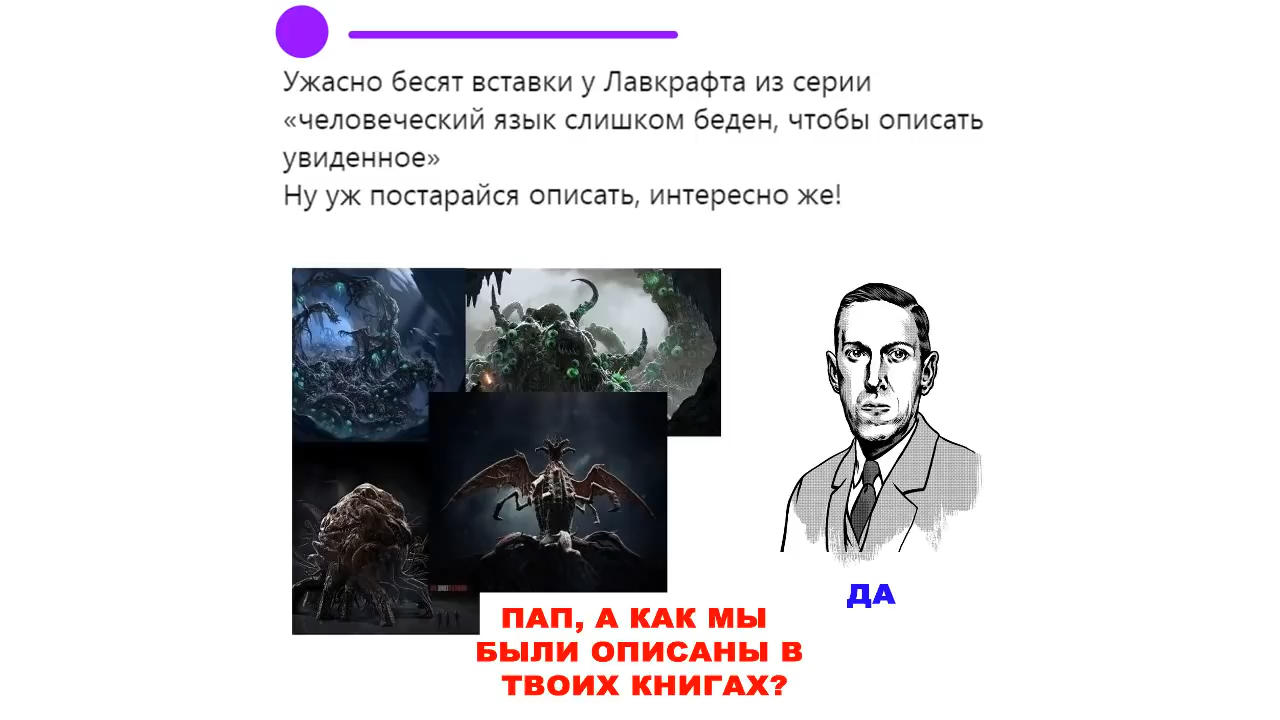 Ужасно бесят вставки у Лавкрафта из серии
«человеческий язык слишком беден, чтобы описать
увиденное»
Ну уж постарайся описать, интересно же!
ДА
ПАП, А КАК МЫ
БЫЛИ ОПИСАНЫ В
ТВОИХ КНИГАХ?